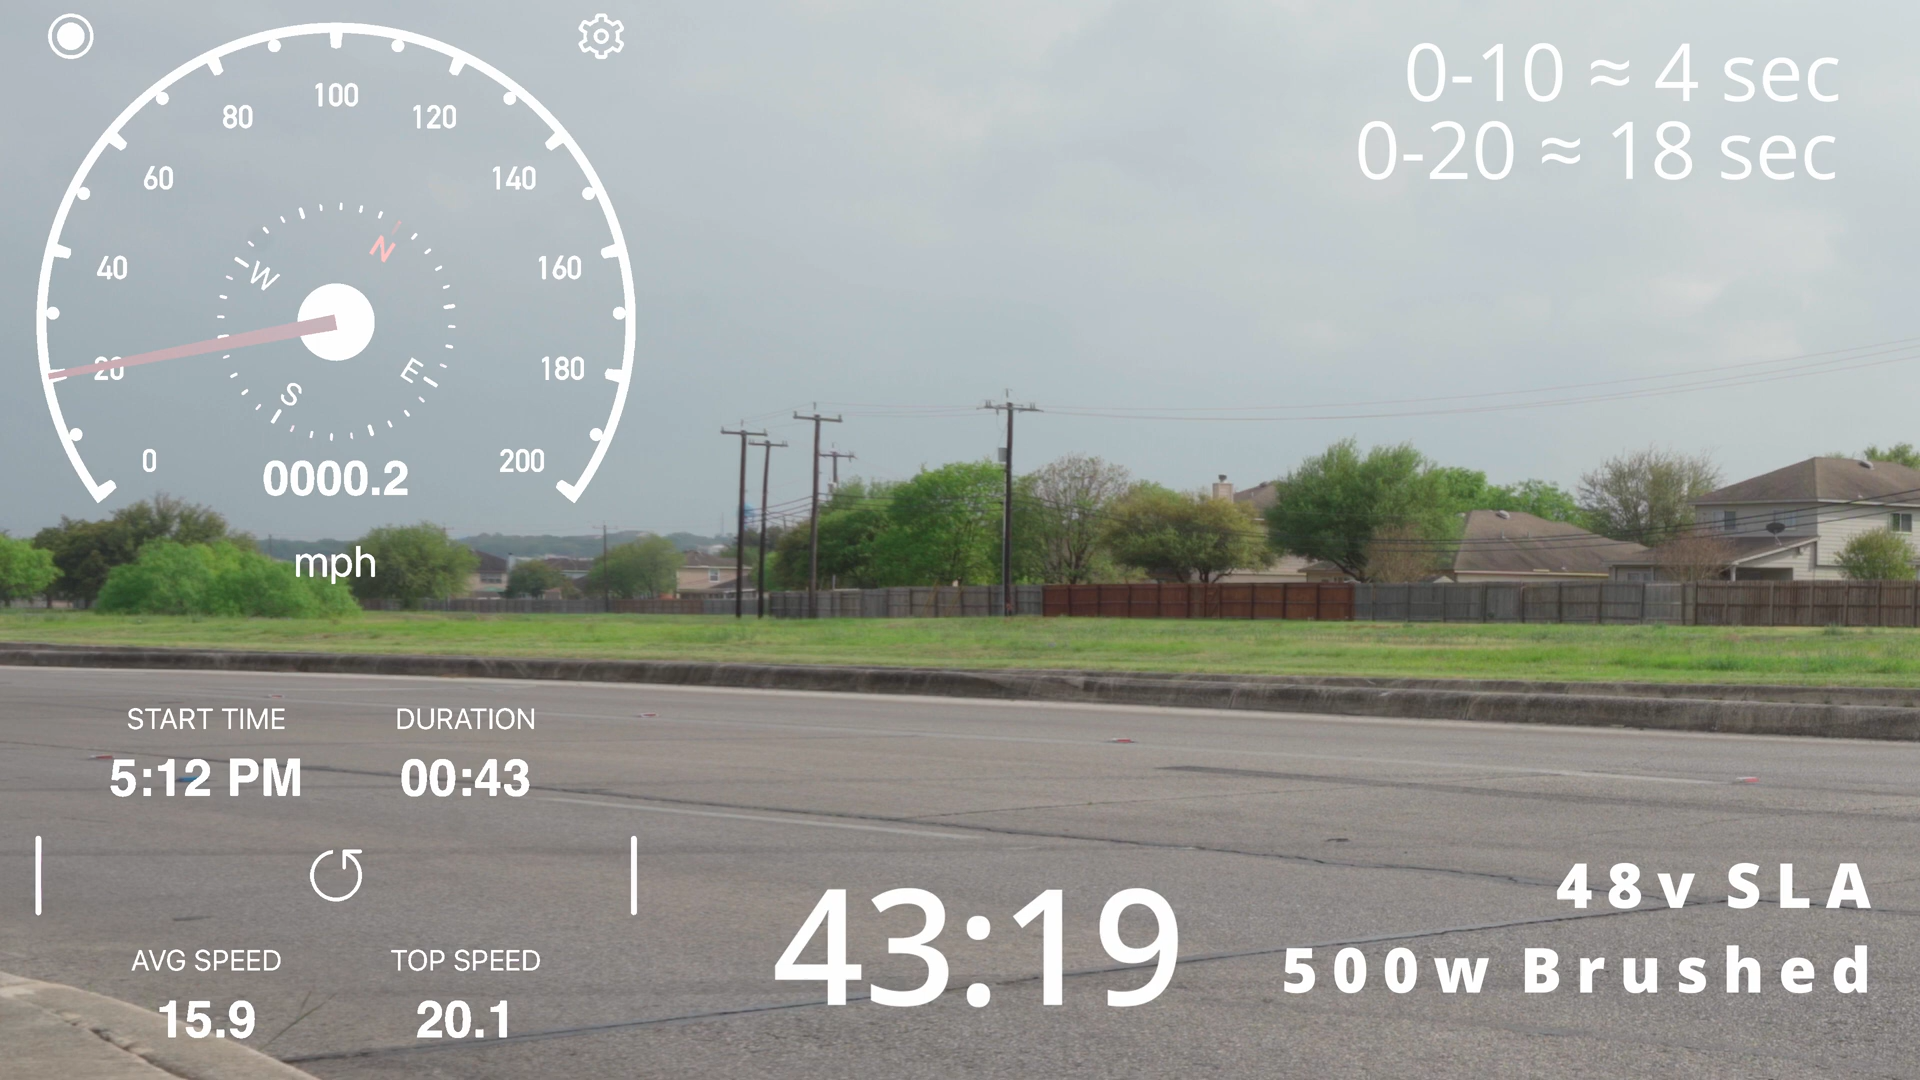 0-10 ≈ 4 sec
0-20 ≈ 18 sec
0
20
40
60
80
100
120
140
160
180
200
N
W
E
S
0000.2
mph
START TIME
DURATION
5:12 PM
00:43
AVG SPEED
TOP SPEED
15.9
20.1
43:19
48v SLA
500w Brushed